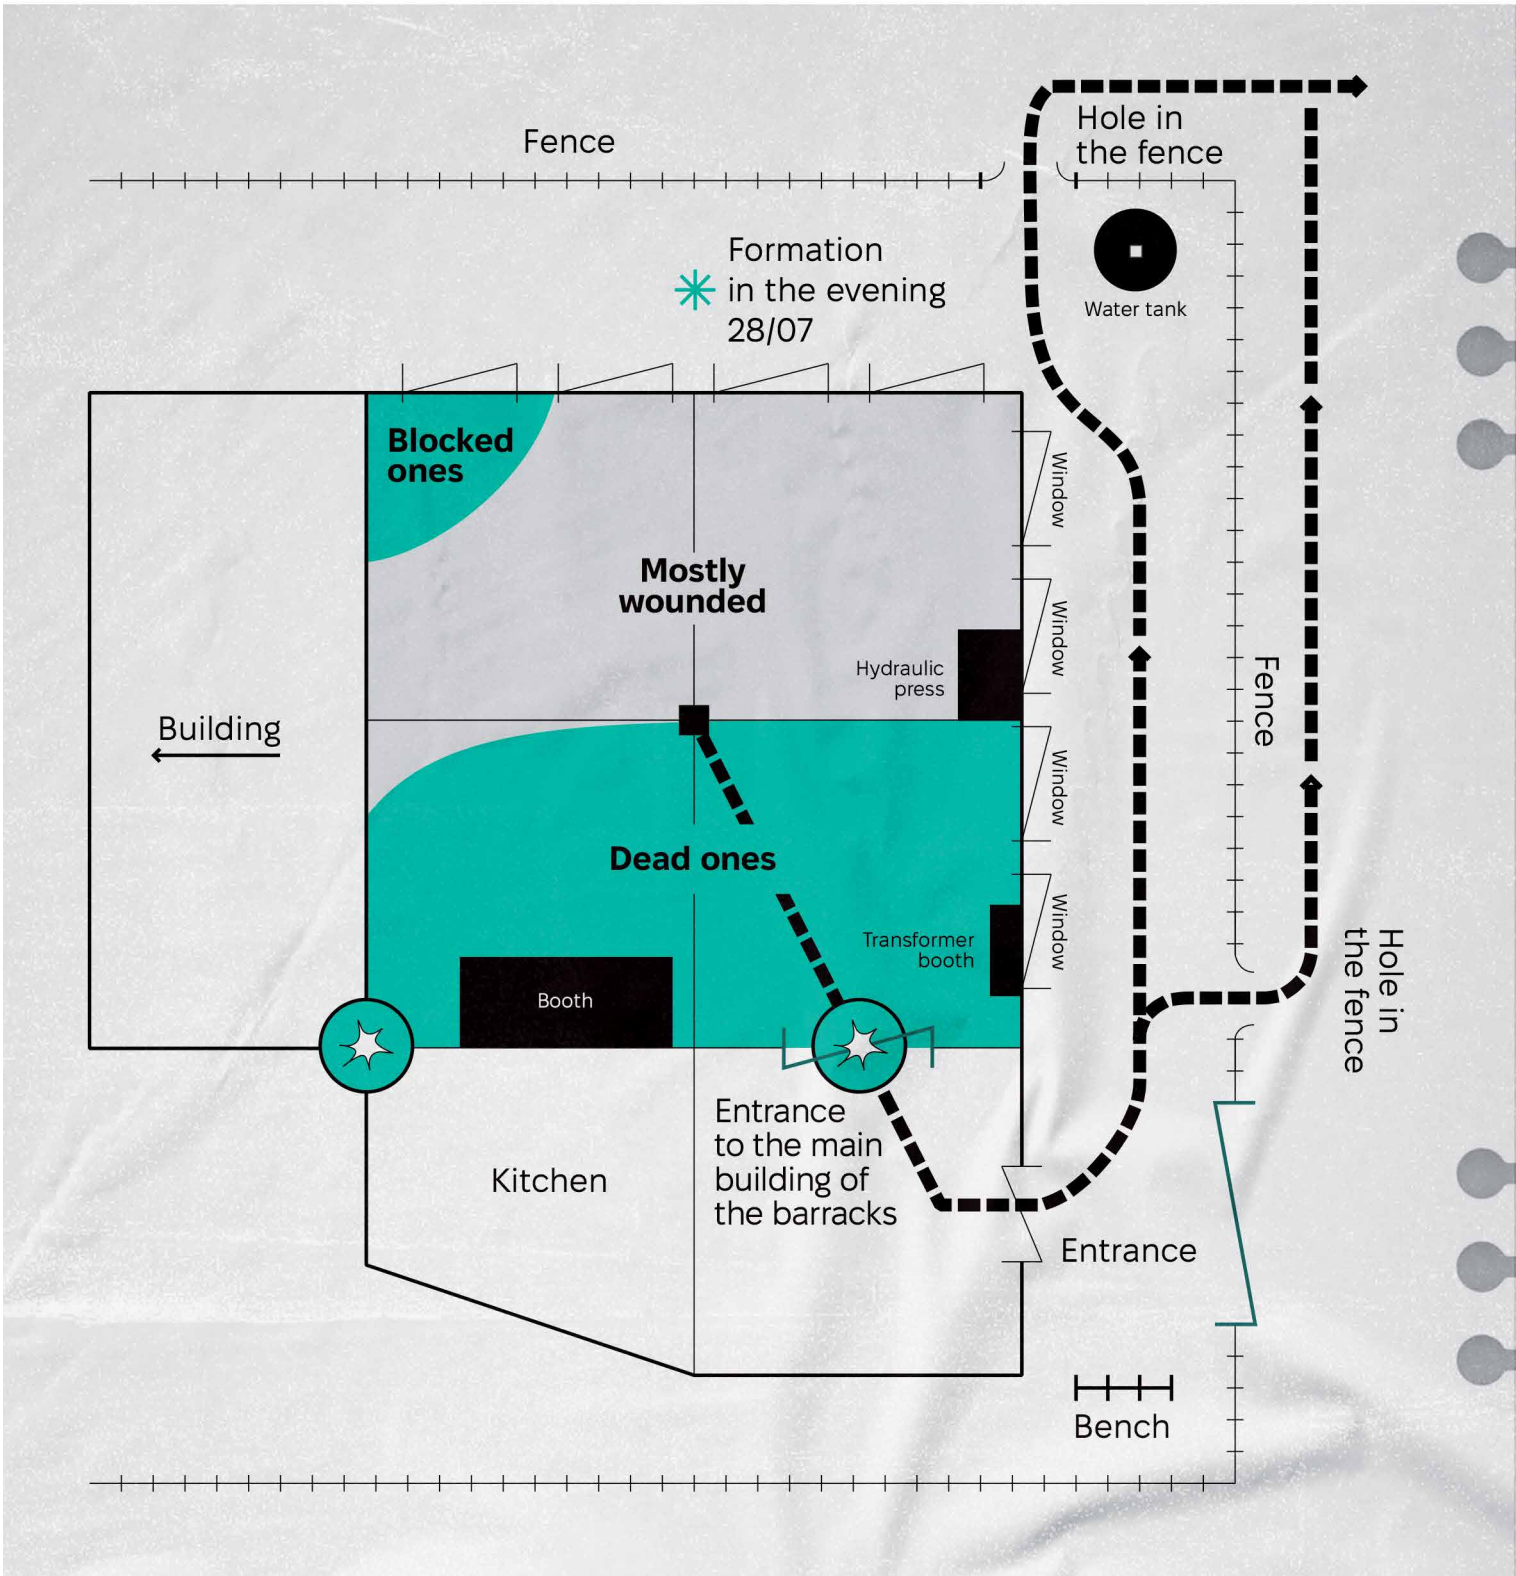 Fence
Hole in
the fence
Formation
in the evening
28/07
Water tank
Blocked
ones
Window
Mostly
wounded
Window
Hydraulic
press
Fence
Building
Window
Dead ones
Window
Transformer
booth
Hole in
the fence
Booth
Entrance
to the main
building of
the barracks
Kitchen
Entrance
Bench